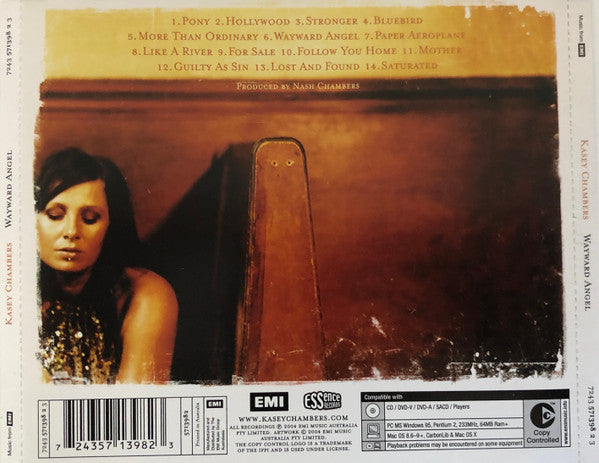 1. Pony 2. Hollywood 3. Stronger 4. Bluebird
5. More Than Ordinary 6. Wayward Angel 7. Paper Aeroplane
8. Like A River 9. For Sale 10. Follow You Home 11. Mother
12. Guilty As Sin 13. Lost And Found 14. Saturated
Produced by Nash Chambers
Kasey Chambers Wayward Angel 7243 571398 2 3
Music from EMI
Kasey Chambers Wayward Angel 7243 571398 2 3
Music from EMI
7 24357 13982 3
5713982
Printed in Australia
EMI
EMI
ESSence
RECORDS
WWW.KASEYCHAMBERS.COM
ALL RECORDINGS ℗ 2004 EMI MUSIC AUSTRALIA
PTY LIMITED. ARTWORK © 2004 EMI MUSIC
AUSTRALIA PTY LIMITED.
THE COPY CONTROL LOGO IS A TRADEMARK
OF THE IFPI AND IS USED UNDER LICENSE.
Compatible with
CD / DVD-V / DVD-A / SACD / Players
PC MS Windows 95, Pentium 2, 233MHz, 64MB Ram+
Mac OS 8.6-9+, CarbonLib & Mac OS X
Playback problems may be encountered on some equipment
Copy
Controlled